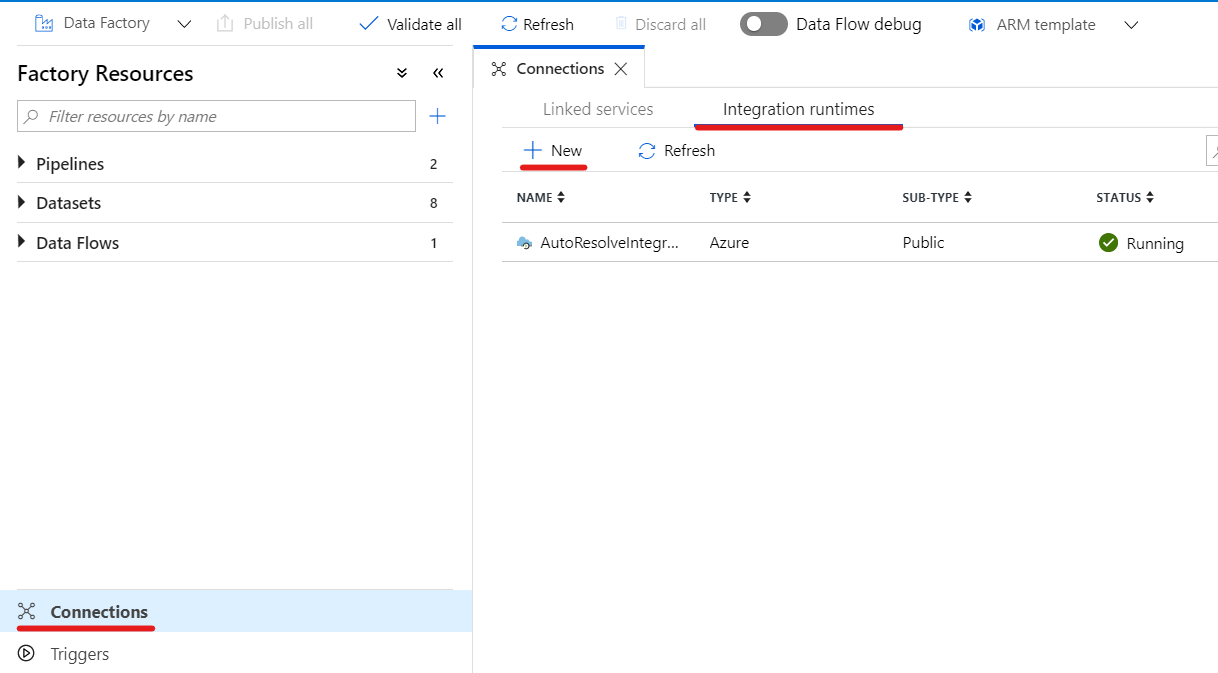 Data Factory Publish all Validate all Refresh Discard all Data Flow debug ARM template
Factory Resources
Filter resources by name
Pipelines 2
Datasets 8
Data Flows 1
Connections
Triggers
Connections
Linked services Integration runtimes
New Refresh
NAME TYPE SUB-TYPE STATUS
AutoResolveIntegr... Azure Public Running